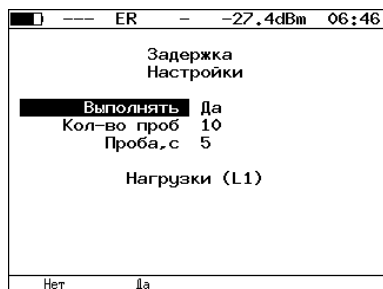 --- ER - -27.4dBm 06:46
Задержка
Настройки
Выполнять Да
Кол-во проб 10
Проба,с 5
Нагрузки (L1)
Нет Да